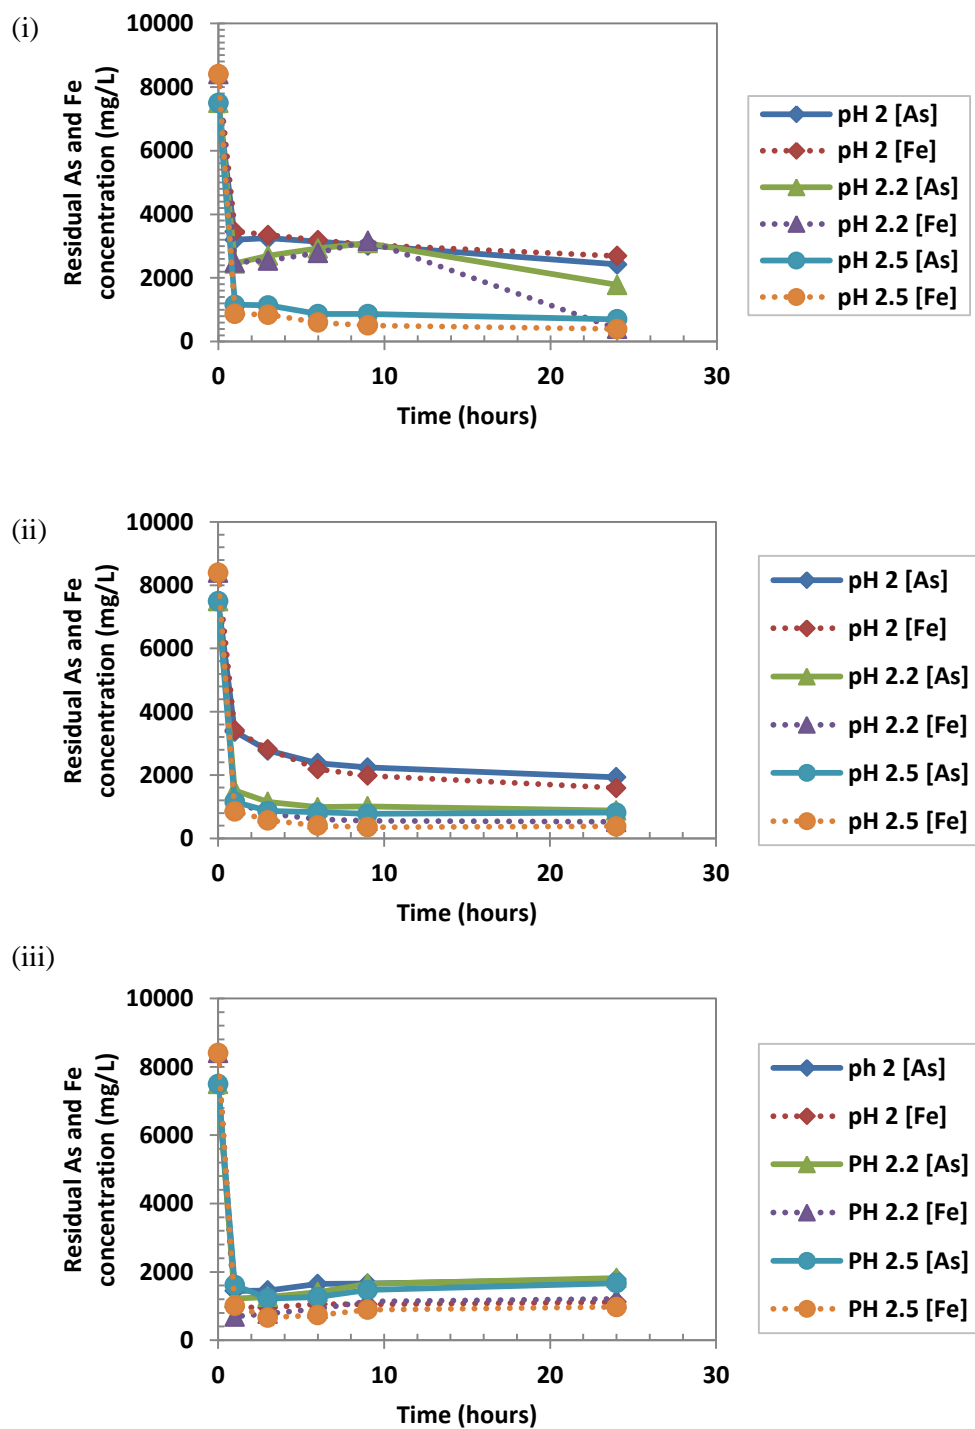 (i)
Residual As and Fe
concentration (mg/L)
10000
8000
6000
4000
2000
0
0 10 20 30
Time (hours)
pH 2 [As]
pH 2 [Fe]
pH 2.2 [As]
pH 2.2 [Fe]
pH 2.5 [As]
pH 2.5 [Fe]
(ii)
Residual As and Fe
concentration (mg/L)
10000
8000
6000
4000
2000
0
0 10 20 30
Time (hours)
pH 2 [As]
pH 2 [Fe]
pH 2.2 [As]
pH 2.2 [Fe]
pH 2.5 [As]
pH 2.5 [Fe]
(iii)
Residual As and Fe
concentration (mg/L)
10000
8000
6000
4000
2000
0
0 10 20 30
Time (hours)
ph 2 [As]
pH 2 [Fe]
PH 2.2 [As]
PH 2.2 [Fe]
PH 2.5 [As]
PH 2.5 [Fe]